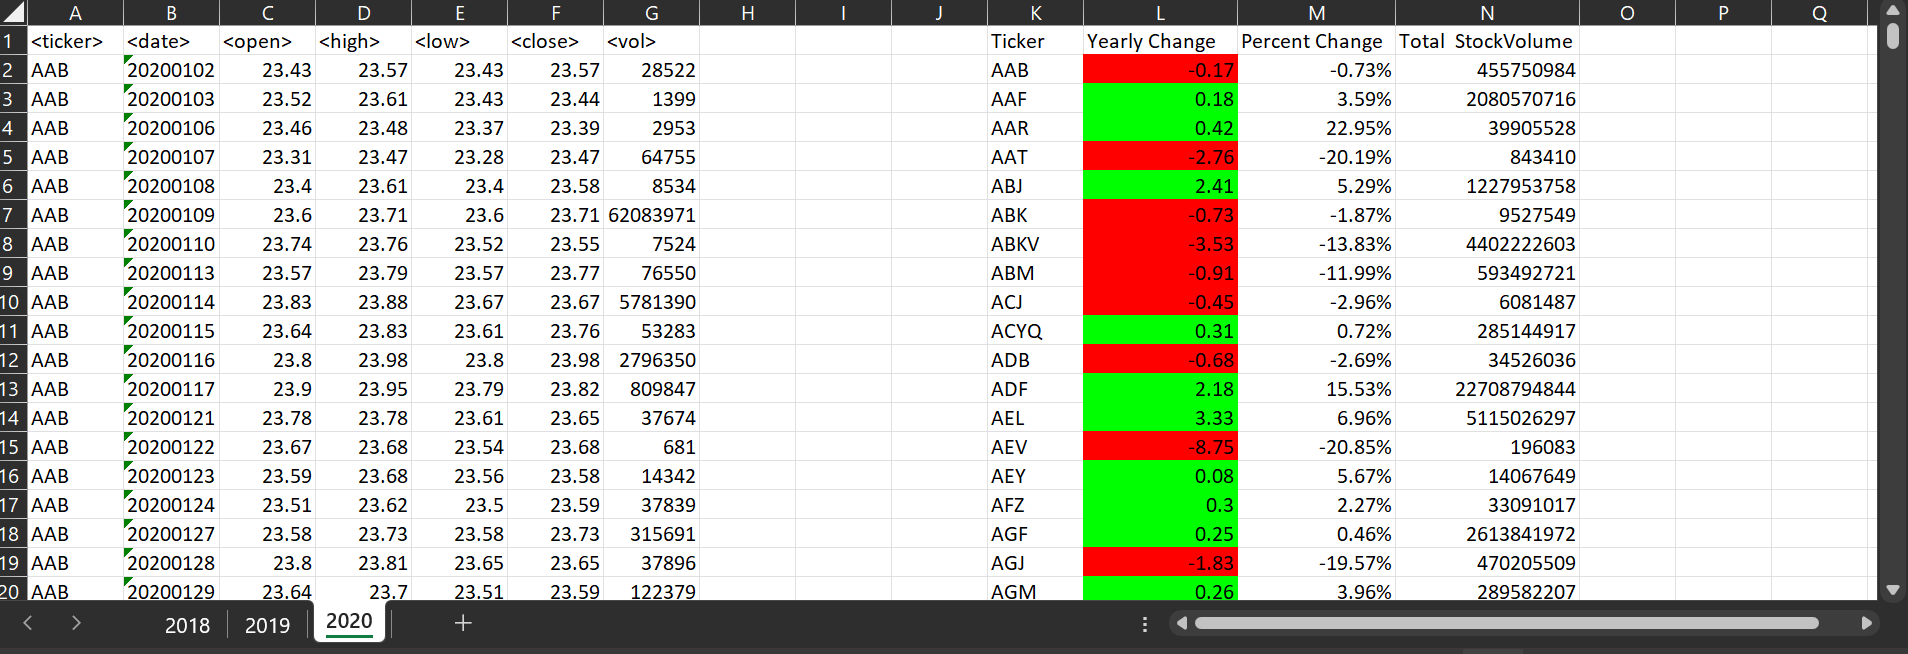 A B C D E F G H I J K L M N O P Q
1 <ticker> <date> <open> <high> <low> <close> <vol> Ticker Yearly Change Percent Change Total StockVolume
2 AAB 20200102 23.43 23.57 23.43 23.57 28522 AAB -0.17 -0.73% 455750984
3 AAB 20200103 23.52 23.61 23.43 23.44 1399 AAF 0.18 3.59% 2080570716
4 AAB 20200106 23.46 23.48 23.37 23.39 2953 AAR 0.42 22.95% 39905528
5 AAB 20200107 23.31 23.47 23.28 23.47 64755 AAT -2.76 -20.19% 843410
6 AAB 20200108 23.4 23.61 23.4 23.58 8534 ABJ 2.41 5.29% 1227953758
7 AAB 20200109 23.6 23.71 23.6 23.71 62083971 ABK -0.73 -1.87% 9527549
8 AAB 20200110 23.74 23.76 23.52 23.55 7524 ABKV -3.53 -13.83% 4402222603
9 AAB 20200113 23.57 23.79 23.57 23.77 76550 ABM -0.91 -11.99% 593492721
10 AAB 20200114 23.83 23.88 23.67 23.67 5781390 ACJ -0.45 -2.96% 6081487
11 AAB 20200115 23.64 23.83 23.61 23.76 53283 ACYQ 0.31 0.72% 285144917
12 AAB 20200116 23.8 23.98 23.8 23.98 2796350 ADB -0.68 -2.69% 34526036
13 AAB 20200117 23.9 23.95 23.79 23.82 809847 ADF 2.18 15.53% 22708794844
14 AAB 20200121 23.78 23.78 23.61 23.65 37674 AEL 3.33 6.96% 5115026297
15 AAB 20200122 23.67 23.68 23.54 23.68 681 AEV -8.75 -20.85% 196083
16 AAB 20200123 23.59 23.68 23.56 23.58 14342 AEY 0.08 5.67% 14067649
17 AAB 20200124 23.51 23.62 23.5 23.59 37839 AFZ 0.3 2.27% 33091017
18 AAB 20200127 23.58 23.73 23.58 23.73 315691 AGF 0.25 0.46% 2613841972
19 AAB 20200128 23.8 23.81 23.65 23.65 37896 AGJ -1.83 -19.57% 470205509
20 AAB 20200129 23.64 23.7 23.51 23.59 122379 AGM 0.26 3.96% 289582207
2018 2019 2020